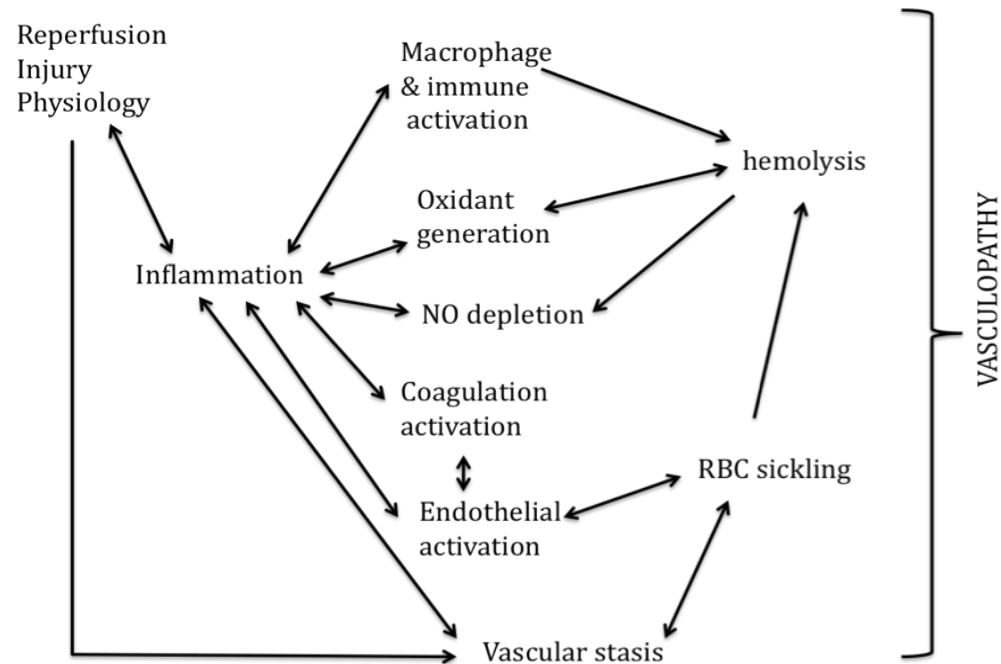 Reperfusion
Injury
Physiology
Macrophage
& immune
activation
hemolysis
Oxidant
generation
Inflammation
NO depletion
Coagulation
activation
RBC sickling
Endothelial
activation
Vascular stasis
VASCULOPATHY